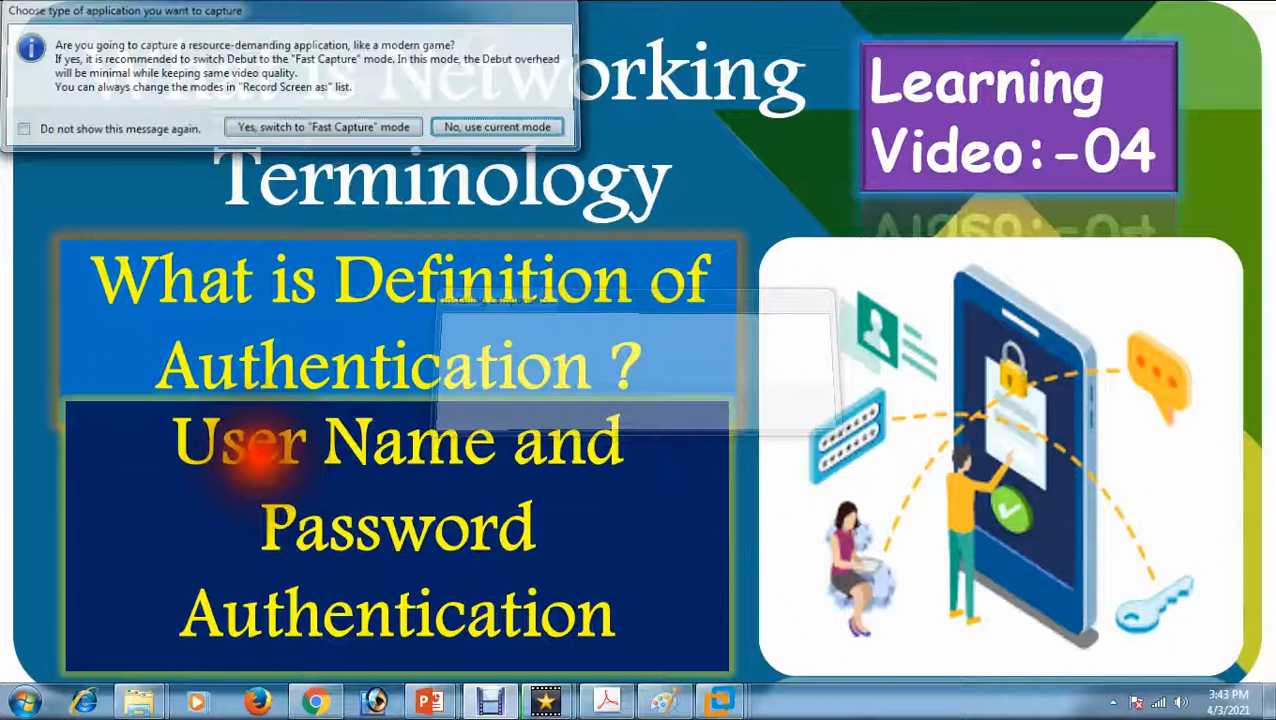 Choose type of application you want to capture
Are you going to capture a resource-demanding application, like a modern game?
If yes, it is recommended to switch Debut to the "Fast Capture" mode. In this mode, the Debut overhead
will be minimal while keeping same video quality.
You can always change the modes in "Record Screen as:" list.
Do not show this message again.
Yes, switch to "Fast Capture" mode
No, use current mode
What is Networking
Terminology
Learning
Video:-04
What is Definition of
Authentication ?
User Name and
Password
Authentication
3:43 PM
4/3/2021